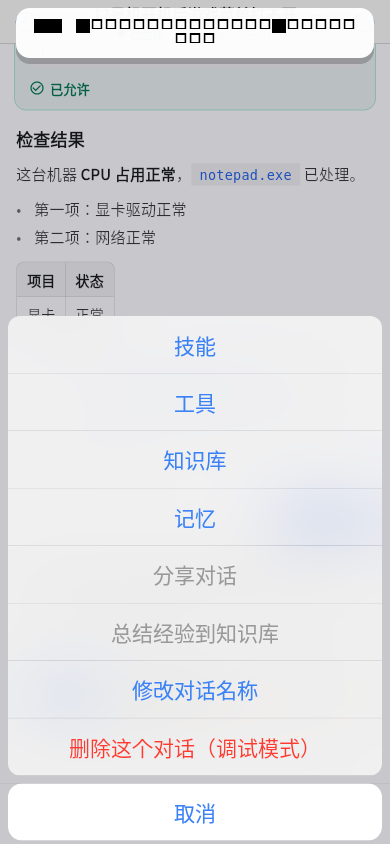 已允许
检查结果
这台机器 CPU 占用正常，notepad.exe 已处理。
• 第一项：显卡驱动正常
• 第二项：网络正常
项目 状态
显卡 正常
技能
工具
知识库
记忆
分享对话
总结经验到知识库
修改对话名称
删除这个对话（调试模式）
取消